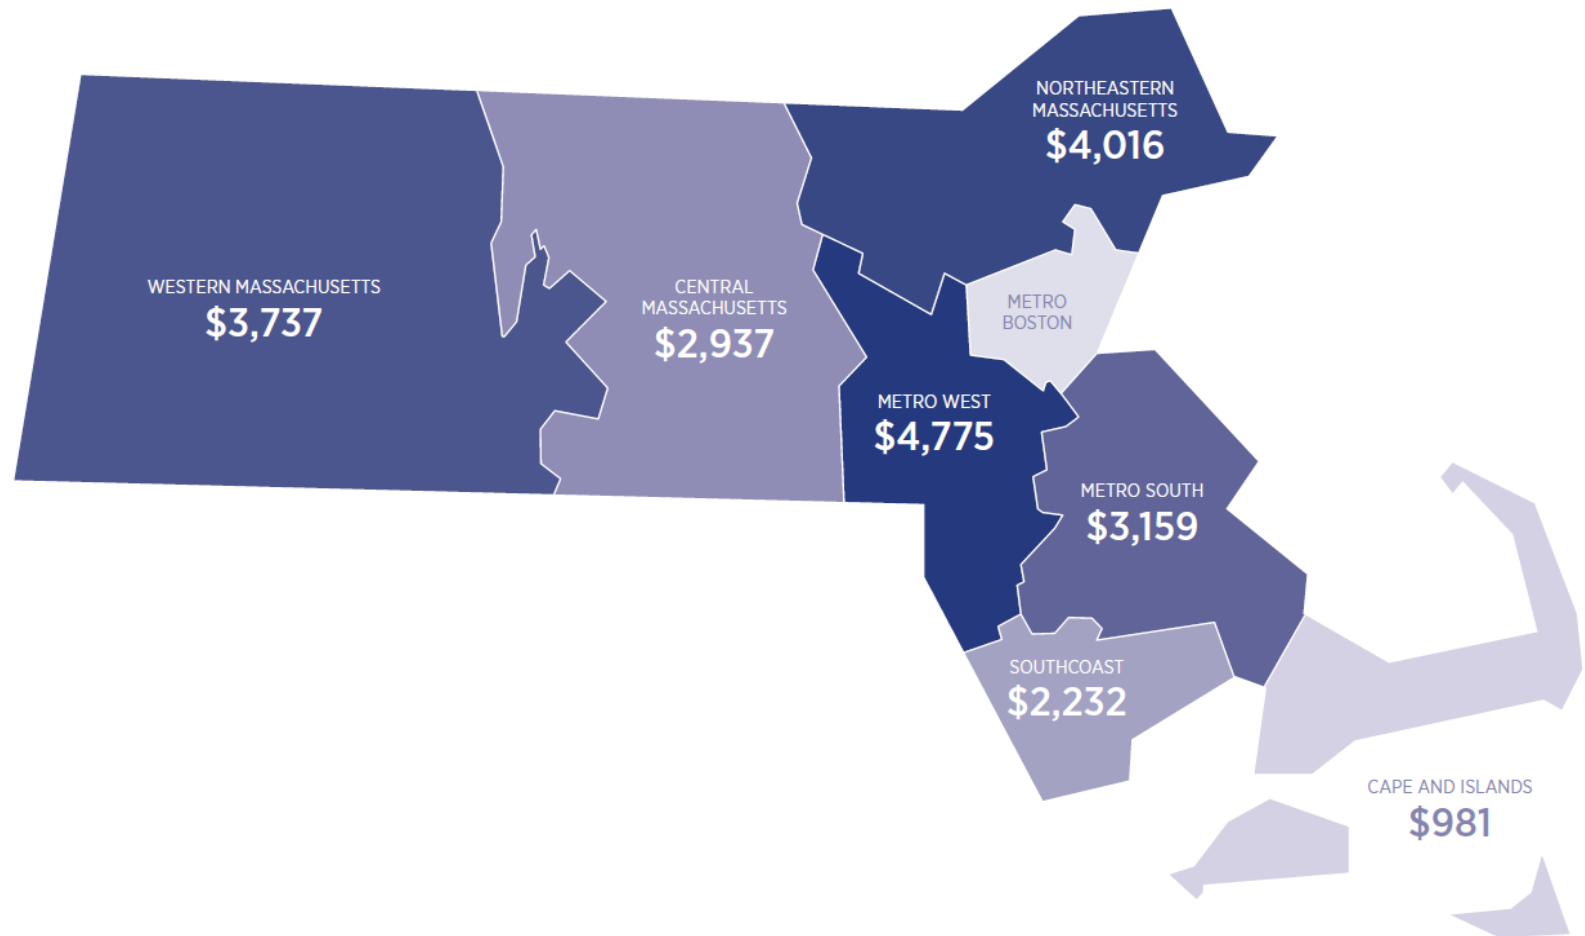 NORTHEASTERN
MASSACHUSETTS
$4,016
WESTERN MASSACHUSETTS
$3,737
CENTRAL
MASSACHUSETTS
$2,937
METRO
BOSTON
METRO WEST
$4,775
METRO SOUTH
$3,159
SOUTHCOAST
$2,232
CAPE AND ISLANDS
$981